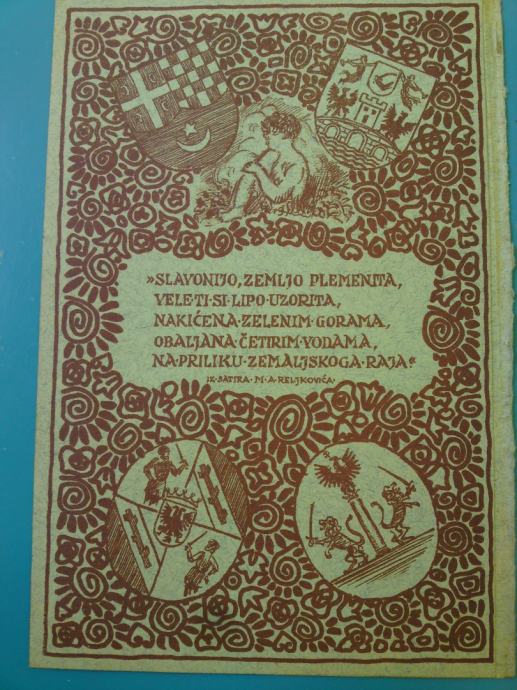 »SLAVONIJO, ZEMLJO PLEMENITA,
VELE·TI·SI·LIPO·UZORITA,
NAKIĆENA·ZELENIM·GORAMA,
OBALJANA·ČETIRIM·VODAMA,
NA·PRILIKU·ZEMALJSKOGA·RAJA·«
IZ·SATIRA·M·A·RELJKOVIĆA·